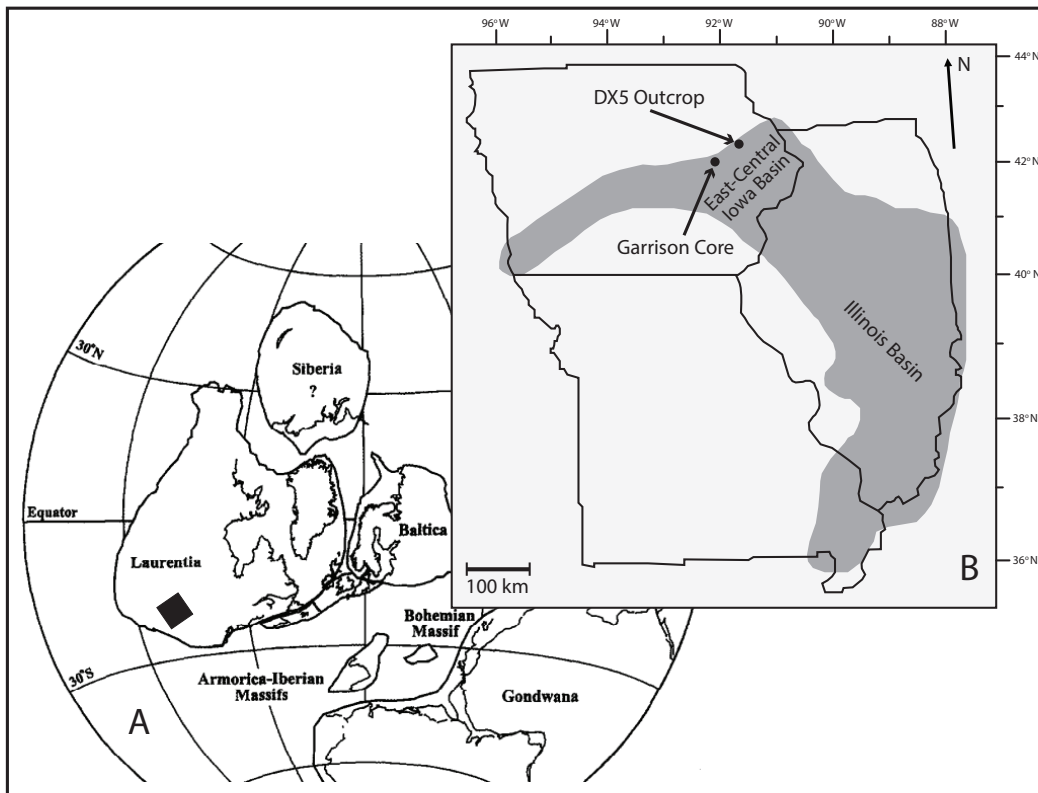 96°W
94°W
92°W
90°W
88°W
44°N
N
DX5 Outcrop
42°N
East-Central
Iowa Basin
Garrison Core
40°N
Illinois Basin
38°N
36°N
100 km
B
30°N
Siberia
?
Equator
Baltica
Laurentia
Bohemian
Massif
30°S
Armorica-Iberian
Massifs
Gondwana
A